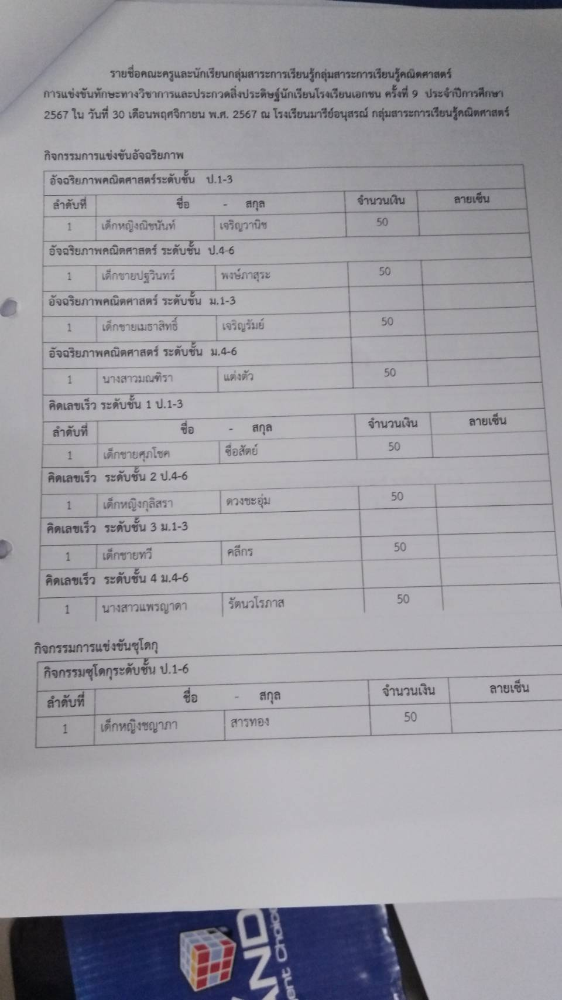 รายชื่อคณะครูและนักเรียนกลุ่มสาระการเรียนรู้กลุ่มสาระการเรียนรู้คณิตศาสตร์
การแข่งขันทักษะทางวิชาการและประกวดสิ่งประดิษฐ์นักเรียนโรงเรียนเอกชน ครั้งที่ 9 ประจำปีการศึกษา
2567 ใน วันที่ 30 เดือนพฤศจิกายน พ.ศ. 2567 ณ โรงเรียนมารีย์อนุสรณ์ กลุ่มสาระการเรียนรู้คณิตศาสตร์
กิจกรรมการแข่งขันอัจฉริยภาพ
อัจฉริยภาพคณิตศาสตร์ระดับชั้น ป.1-3
ลำดับที่ ชื่อ - สกุล จำนวนเงิน ลายเซ็น
1 เด็กหญิงณิชนันท์ เจริญวานิช 50
อัจฉริยภาพคณิตศาสตร์ ระดับชั้น ป.4-6
1 เด็กชายปฐวินทร์ พงษ์ภาสุระ 50
อัจฉริยภาพคณิตศาสตร์ ระดับชั้น ม.1-3
1 เด็กชายเมธาสิทธิ์ เจริญรัมย์ 50
อัจฉริยภาพคณิตศาสตร์ ระดับชั้น ม.4-6
1 นางสาวมณฑิรา แต่งตัว 50
คิดเลขเร็ว ระดับชั้น 1 ป.1-3
ลำดับที่ ชื่อ - สกุล จำนวนเงิน ลายเซ็น
1 เด็กชายศุภโชค ซื่อสัตย์ 50
คิดเลขเร็ว ระดับชั้น 2 ป.4-6
1 เด็กหญิงกุลิสรา ดวงชะอุ่ม 50
คิดเลขเร็ว ระดับชั้น 3 ม.1-3
1 เด็กชายทวี คลีกร 50
คิดเลขเร็ว ระดับชั้น 4 ม.4-6
1 นางสาวแพรญาดา รัตนวโรภาส 50
กิจกรรมการแข่งขันซุโดกุ
กิจกรรมซุโดกุระดับชั้น ป.1-6
ลำดับที่ ชื่อ - สกุล จำนวนเงิน ลายเซ็น
1 เด็กหญิงชญาภา สารทอง 50